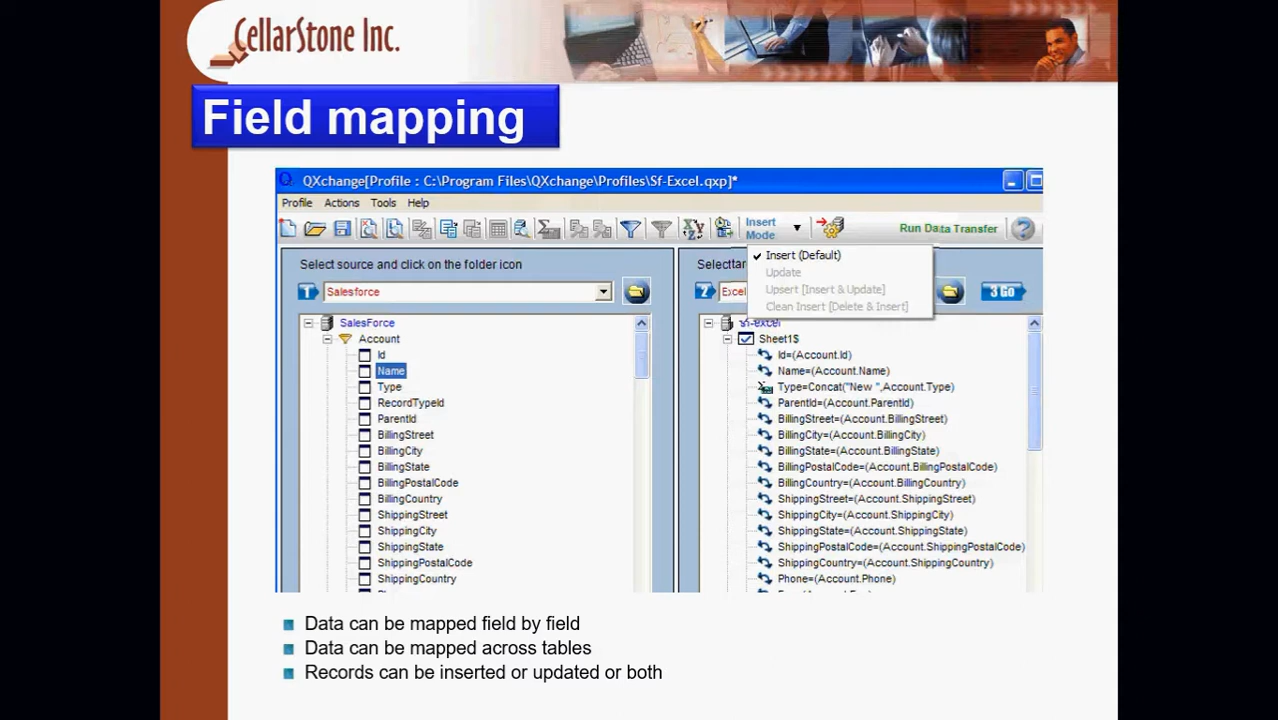 CellarStone Inc.
Field mapping
QXchange[Profile : C:\Program Files\QXchange\Profiles\Sf-Excel.qxp]*
Profile Actions Tools Help
Insert Mode
Run Data Transfer
Insert (Default)
Update
Upsert [Insert & Update]
Clean Insert [Delete & Insert]
Select source and click on the folder icon
1 Salesforce
SalesForce
Account
Id
Name
Type
RecordTypeId
ParentId
BillingStreet
BillingCity
BillingState
BillingPostalCode
BillingCountry
ShippingStreet
ShippingCity
ShippingState
ShippingPostalCode
ShippingCountry
2
3 Go
Sf-excel
Sheet1$
Id=(Account.Id)
Name=(Account.Name)
Type=Concat("New ",Account.Type)
ParentId=(Account.ParentId)
BillingStreet=(Account.BillingStreet)
BillingCity=(Account.BillingCity)
BillingState=(Account.BillingState)
BillingPostalCode=(Account.BillingPostalCode)
BillingCountry=(Account.BillingCountry)
ShippingStreet=(Account.ShippingStreet)
ShippingCity=(Account.ShippingCity)
ShippingState=(Account.ShippingState)
ShippingPostalCode=(Account.ShippingPostalCode)
ShippingCountry=(Account.ShippingCountry)
Phone=(Account.Phone)
Data can be mapped field by field
Data can be mapped across tables
Records can be inserted or updated or both